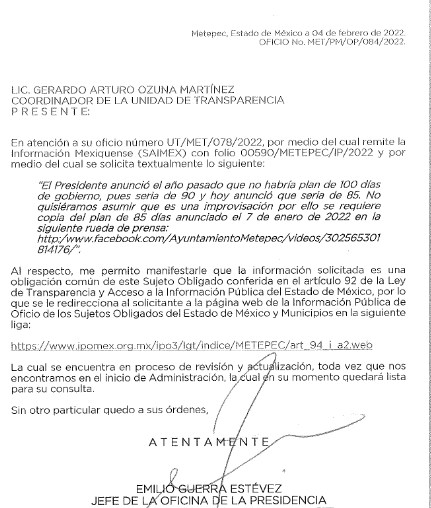 Metepec, Estado de México a 04 de febrero de 2022.
OFICIO No. MET/PM/OP/084/2022.
LIC. GERARDO ARTURO OZUNA MARTÍNEZ
COORDINADOR DE LA UNIDAD DE TRANSPARENCIA
P R E S E N T E:
En atención a su oficio número UT/MET/078/2022, por medio del cual remite la
Información Mexiquense (SAIMEX) con folio 00590/METEPEC/IP/2022 y por
medio del cual se solicita textualmente lo siguiente:
"El Presidente anunció el año pasado que no habría plan de 100 días
de gobierno, pues seria de 90 y hoy anunció que seria de 85. No
quisiéramos asumir que es una improvisación por ello se requiere
copia del plan de 85 días anunciado el 7 de enero de 2022 en la
siguiente rueda de prensa:
http:/www.facebook.com/AyuntamientoMetepec/videos/302565301
814176/".
Al respecto, me permito manifestarle que la información solicitada es una
obligación común de este Sujeto Obligado conferida en el artículo 92 de la Ley
de Transparencia y Acceso a la Información Pública del Estado de México, por lo
que se le redirecciona al solicitante a la página web de la Información Pública de
Oficio de los Sujetos Obligados del Estado de México y Municipios en la siguiente
liga:
https://www.ipomex.org.mx/ipo3/lgt/indice/METEPEC/art_94_i_a2.web
La cual se encuentra en proceso de revisión y actualización, toda vez que nos
encontramos en el inicio de Administración, la cual en su momento quedará lista
para su consulta.
Sin otro particular quedo a sus órdenes,
A T E N T A M E N T E
EMILIO GUERRA ESTÉVEZ
JEFE DE LA OFICINA DE LA PRESIDENCIA